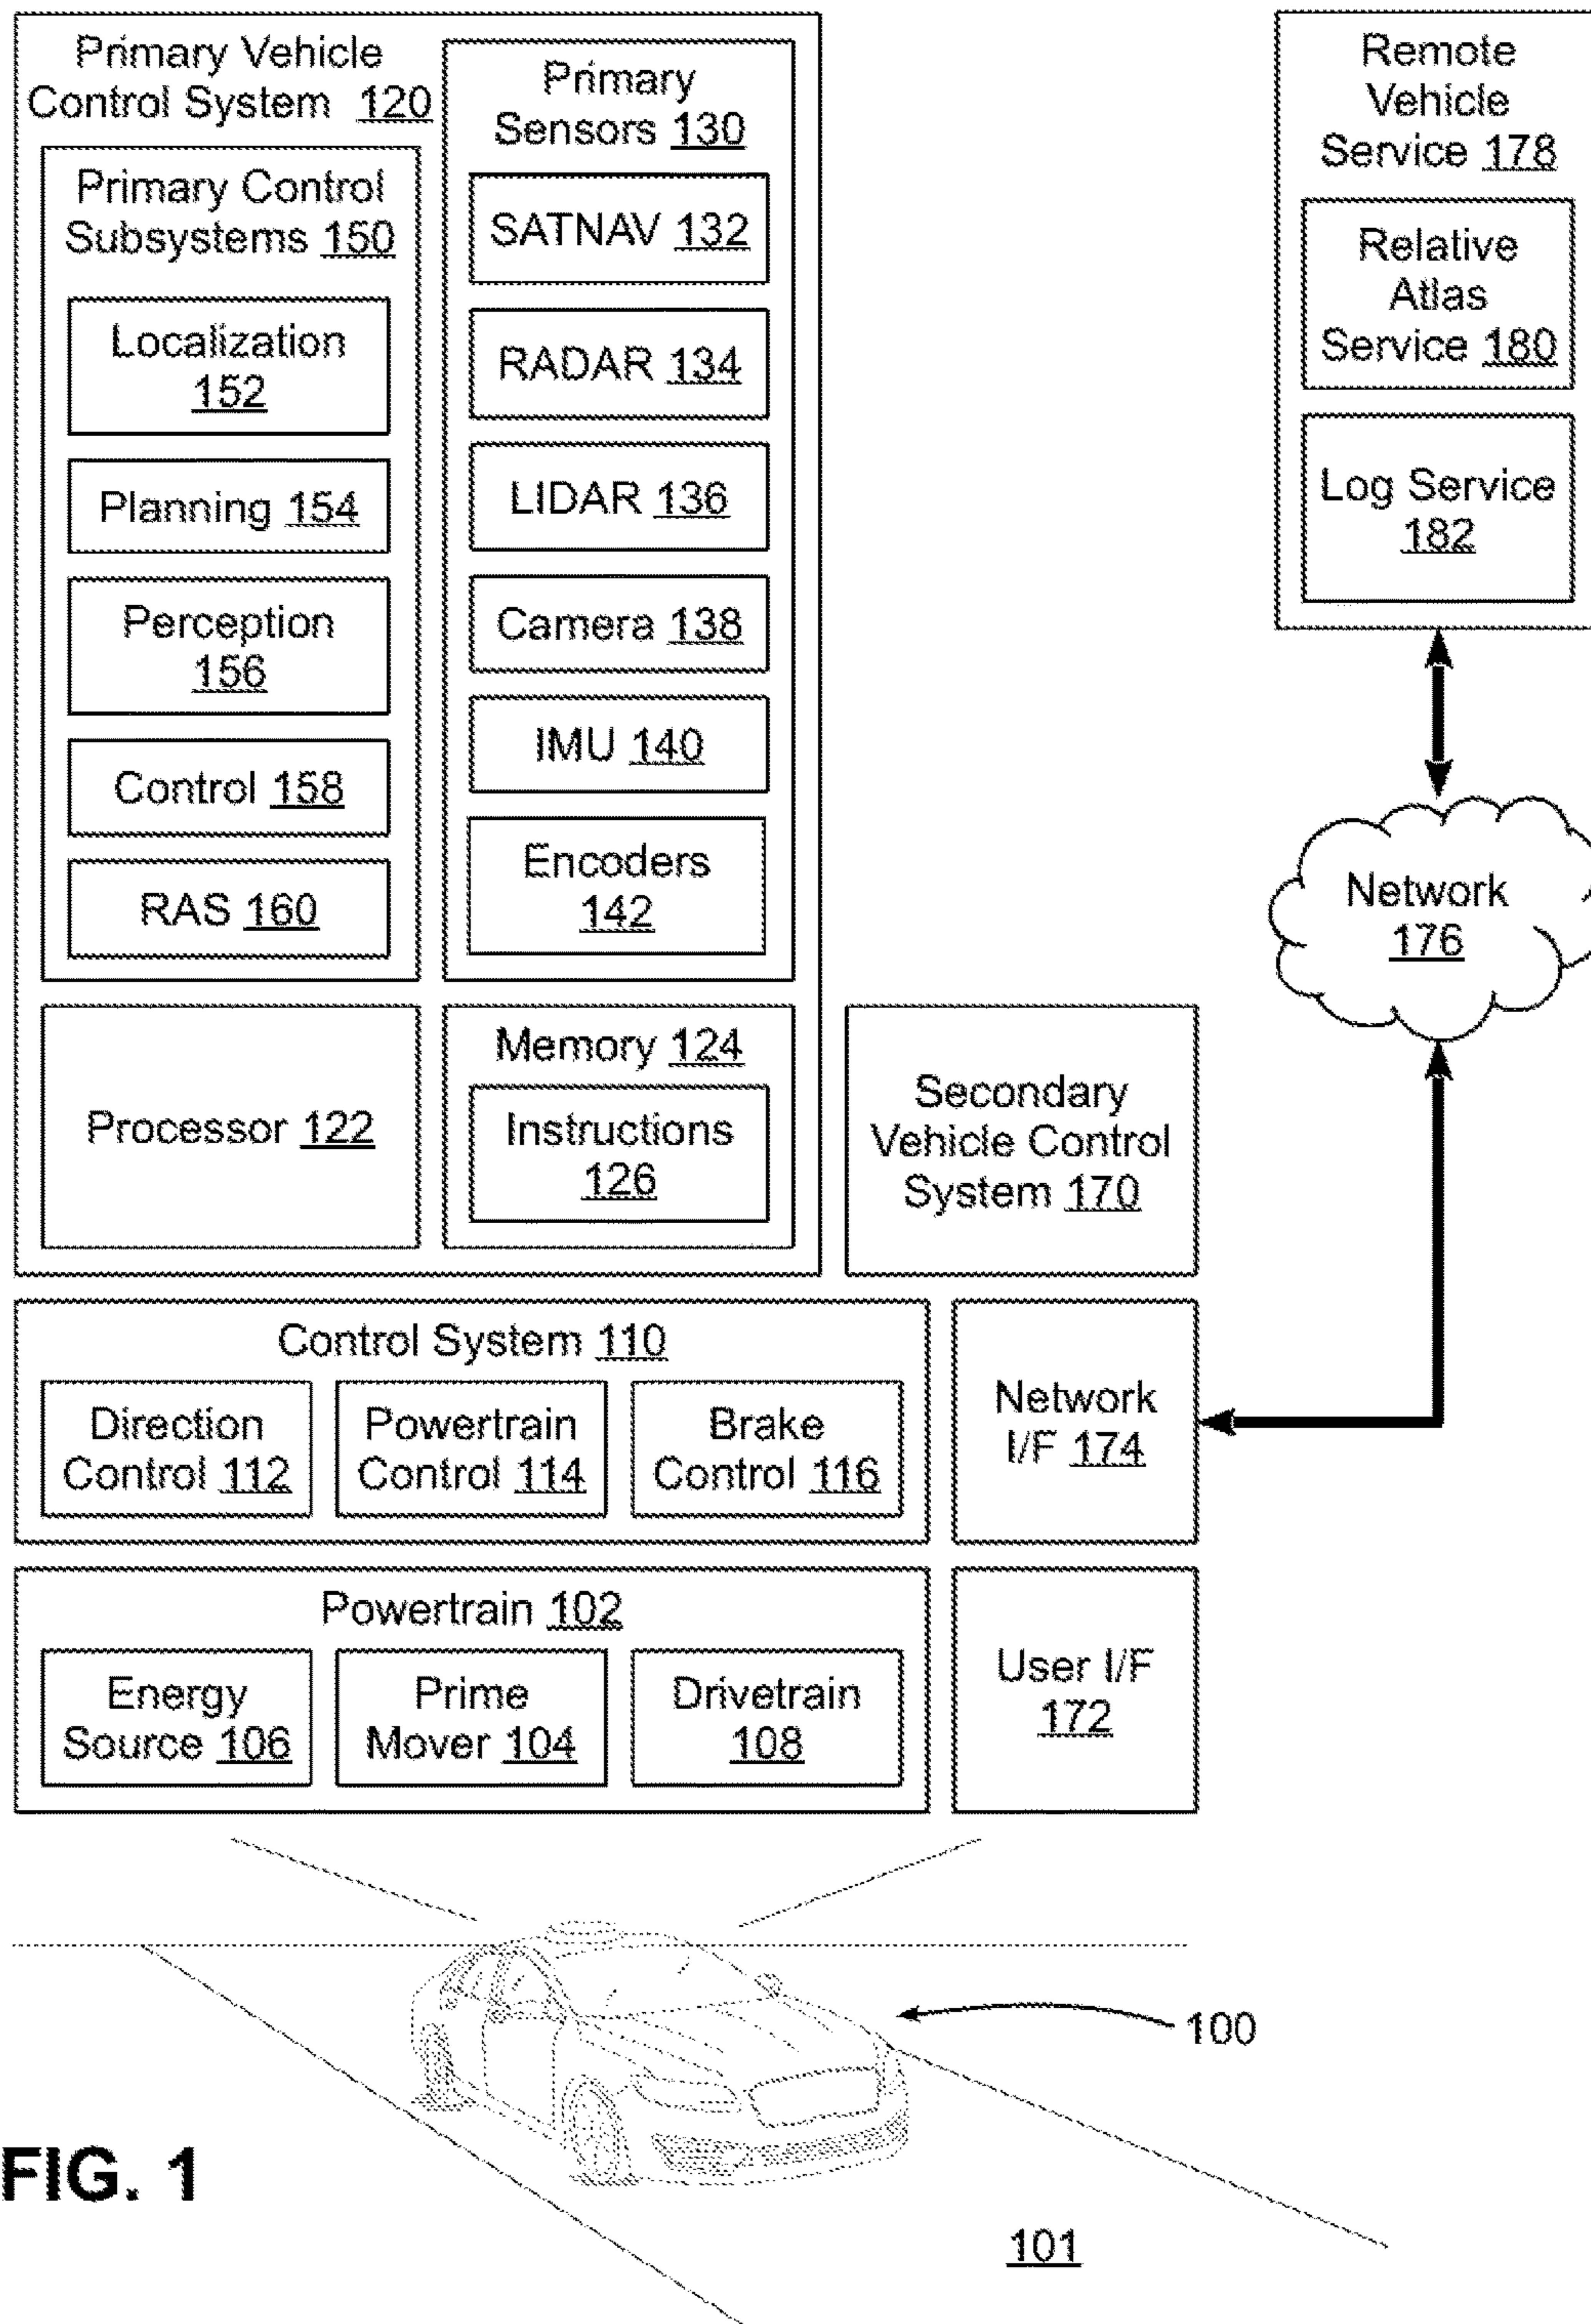 Primary Vehicle
Control System 120
Primary Control
Subsystems 150
Localization
152
Planning 154
Perception
156
Control 158
RAS 160
Primary
Sensors 130
SATNAV 132
RADAR 134
LIDAR 136
Camera 138
IMU 140
Encoders
142
Processor 122
Memory 124
Instructions
126
Secondary
Vehicle Control
System 170
Remote
Vehicle
Service 178
Relative
Atlas
Service 180
Log Service
182
Network
176
Control System 110
Direction
Control 112
Powertrain
Control 114
Brake
Control 116
Network
I/F 174
Powertrain 102
Energy
Source 106
Prime
Mover 104
Drivetrain
108
User I/F
172
100
101
FIG. 1